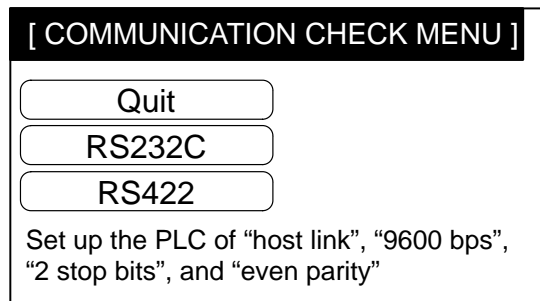 [ COMMUNICATION CHECK MENU ]
Quit
RS232C
RS422
Set up the PLC of “host link”, “9600 bps”,
“2 stop bits”, and “even parity”